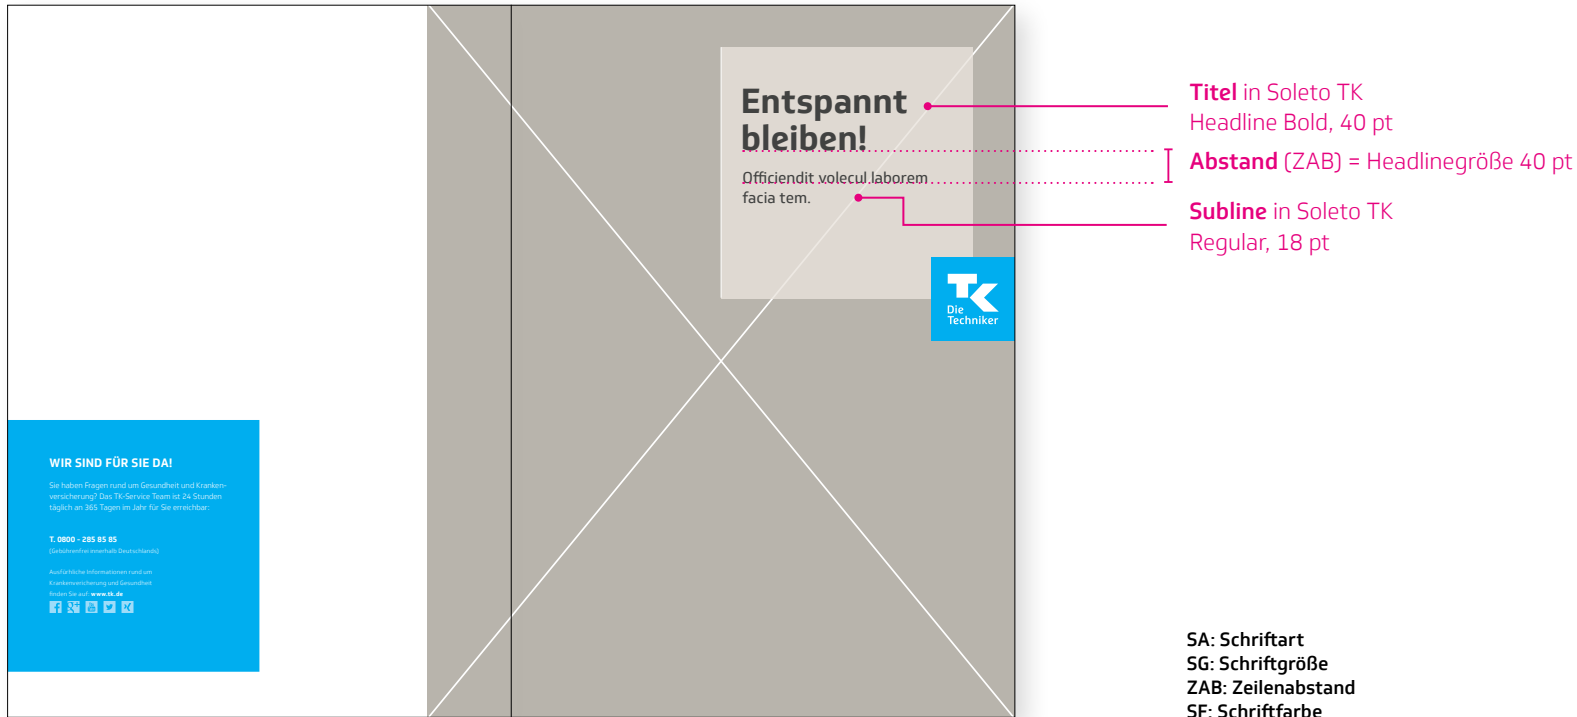 Entspannt
bleiben!
Officiendit volecul laborem
facia tem.
TK
Die
Techniker
Titel in Soleto TK
Headline Bold, 40 pt
Abstand (ZAB) = Headlinegröße 40 pt
Subline in Soleto TK
Regular, 18 pt
WIR SIND FÜR SIE DA!
Sie haben Fragen rund um Gesundheit und Kranken-
versicherung? Das TK-Service Team ist 24 Stunden
täglich an 365 Tagen im Jahr für Sie erreichbar:
T. 0800 - 285 85 85
(Gebührenfrei innerhalb Deutschlands)
Ausführliche Informationen rund um
Krankenvericherung und Gesundheit
finden Sie auf: www.tk.de
SA: Schriftart
SG: Schriftgröße
ZAB: Zeilenabstand
SF: Schriftfarbe